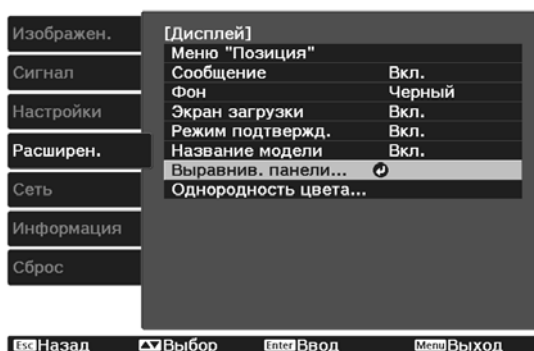 Изображен.
Сигнал
Настройки
Расширен.
Сеть
Информация
Сброс
[Дисплей]
Меню "Позиция"
Сообщение Вкл.
Фон Черный
Экран загрузки Вкл.
Режим подтвержд. Вкл.
Название модели Вкл.
Выравнив. панели...
Однородность цвета...
Esc Назад Выбор Enter Ввод Menu Выход